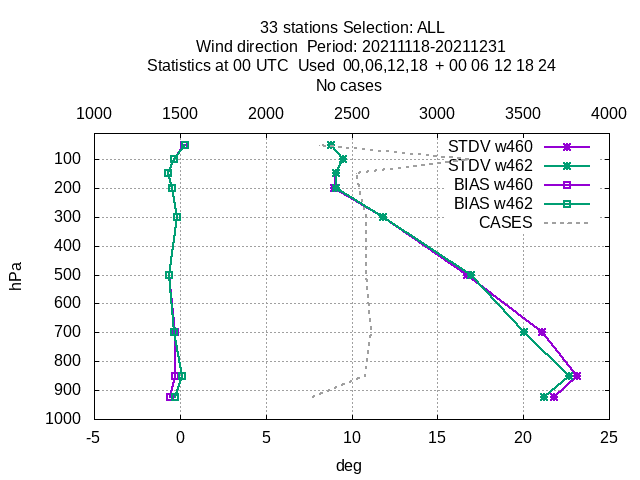 33 stations Selection: ALL
Wind direction  Period: 20211118-20211231
Statistics at 00 UTC  Used  00,06,12,18  + 00 06 12 18 24
No cases
1000 1500 2000 2500 3000 3500 4000
STDV w460
STDV w462
BIAS w460
BIAS w462
CASES
hPa
100
200
300
400
500
600
700
800
900
1000
-5 0 5 10 15 20 25
deg